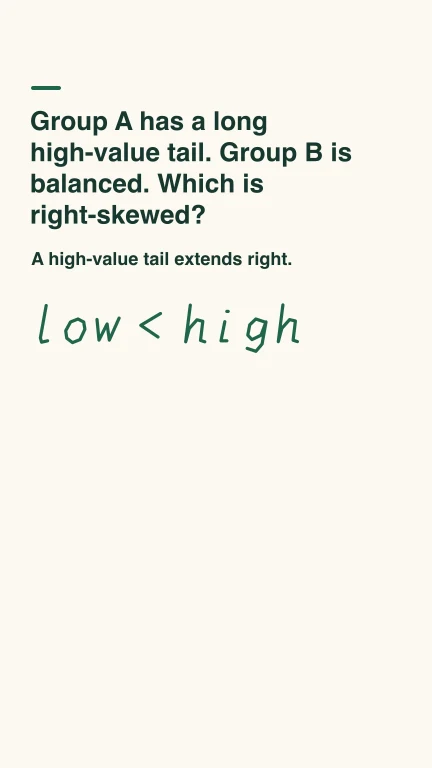 Group A has a long
high-value tail. Group B is
balanced. Which is
right-skewed?
A high-value tail extends right.
low < high